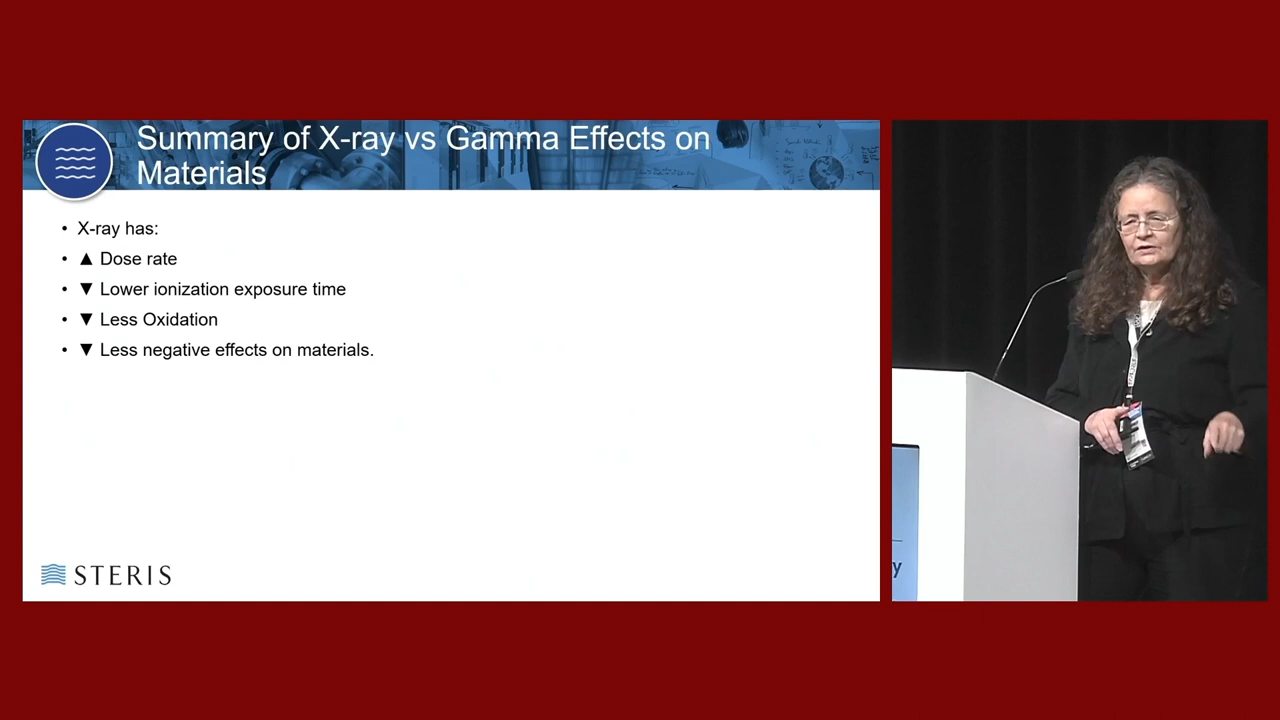 Summary of X-ray vs Gamma Effects on
Materials
• X-ray has:
• ▲ Dose rate
• ▼ Lower ionization exposure time
• ▼ Less Oxidation
• ▼ Less negative effects on materials.
STERIS
y